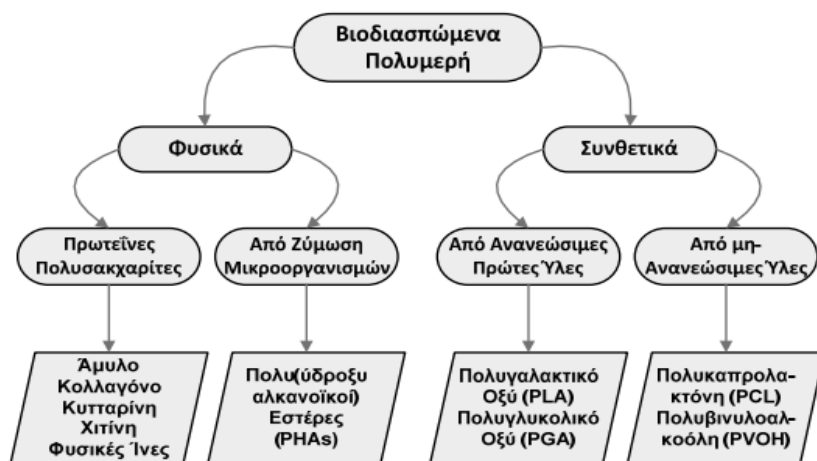 Βιοδιασπώμενα
Πολυμερή
Φυσικά
Συνθετικά
Πρωτεΐνες
Πολυσακχαρίτες
Από Ζύμωση
Μικροοργανισμών
Από Ανανεώσιμες
Πρώτες Ύλες
Από μη-
Ανανεώσιμες Ύλες
Άμυλο
Κολλαγόνο
Κυτταρίνη
Χιτίνη
Φυσικές Ίνες
Πολυ(ύδροξυ
αλκανοϊκοί)
Εστέρες
(PHAs)
Πολυγαλακτικό
Οξύ (PLA)
Πολυγλυκολικό
Οξύ (PGA)
Πολυκαπρολα-
κτόνη (PCL)
Πολυβινυλοαλ-
κοόλη (PVOH)